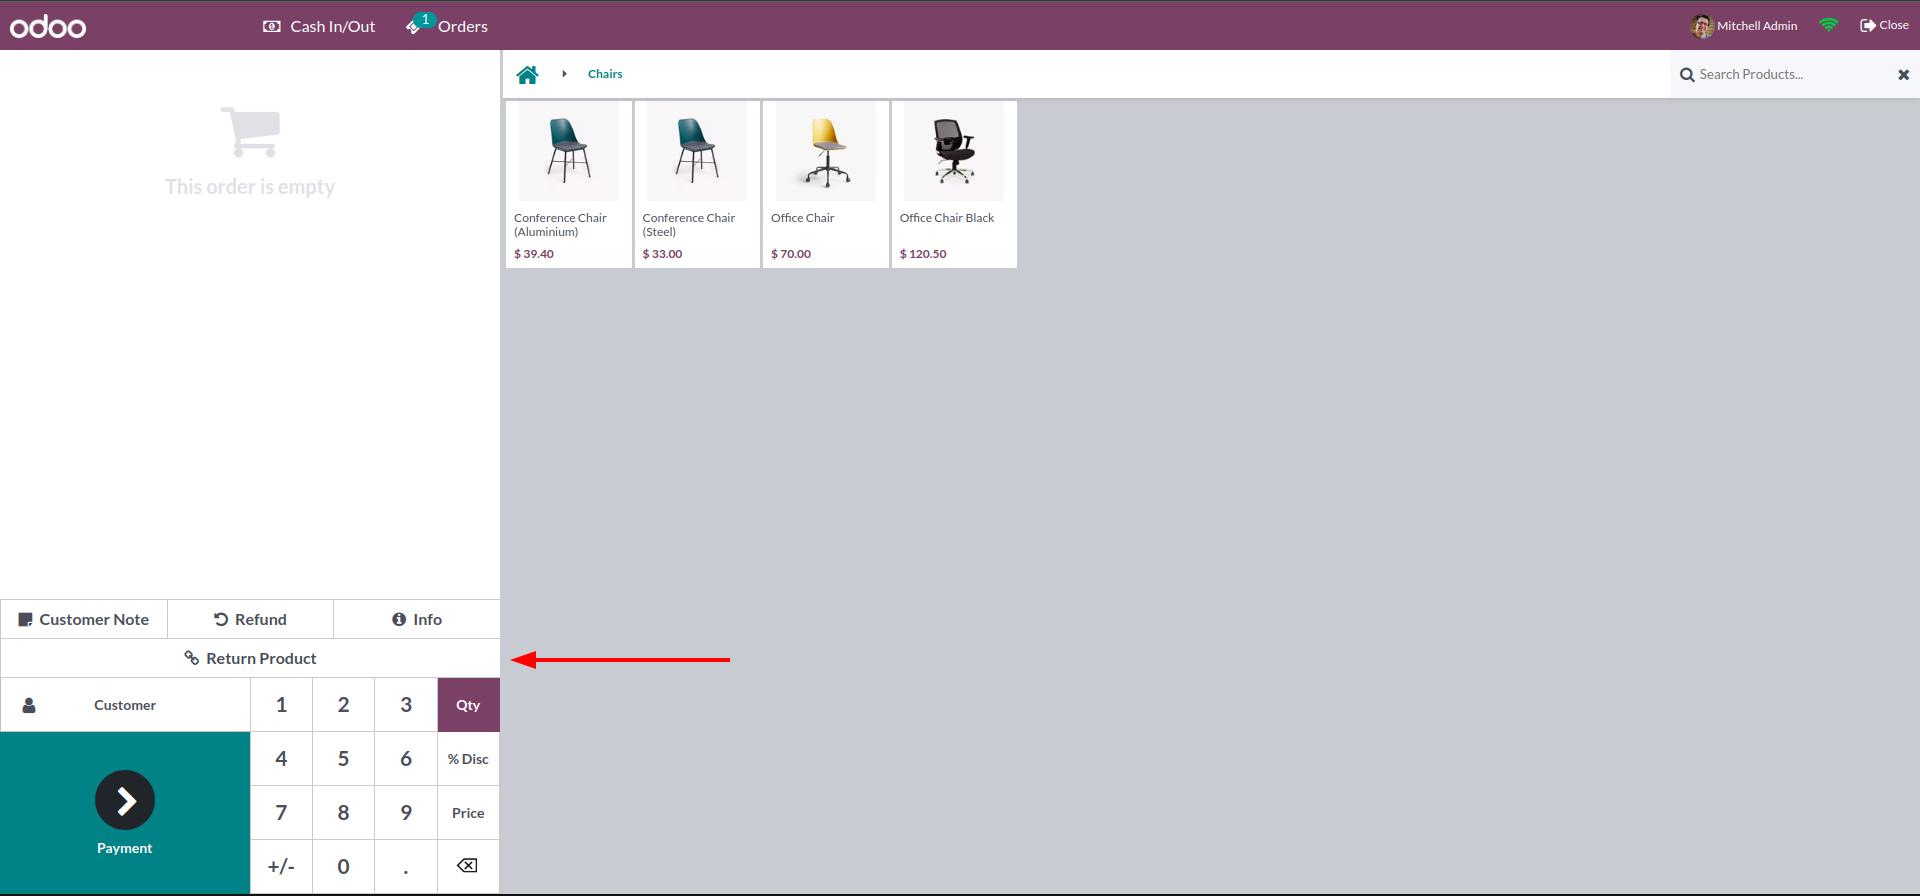 odoo
Cash In/Out
1
Orders
Mitchell Admin
Close
This order is empty
Chairs
Search Products...
Conference Chair
(Aluminium)
$ 39.40
Conference Chair
(Steel)
$ 33.00
Office Chair
$ 70.00
Office Chair Black
$ 120.50
Customer Note
Refund
Info
Return Product
Customer
1
2
3
Qty
4
5
6
% Disc
7
8
9
Price
+/-
0
.
Payment